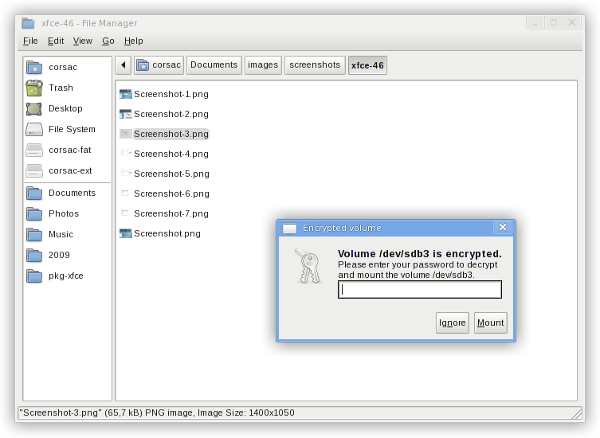 xfce-46 - File Manager
File Edit View Go Help
corsac
Trash
Desktop
File System
corsac-fat
corsac-ext
Documents
Photos
Music
2009
pkg-xfce
corsac Documents images screenshots xfce-46
Screenshot-1.png
Screenshot-2.png
Screenshot-3.png
Screenshot-4.png
Screenshot-5.png
Screenshot-6.png
Screenshot-7.png
Screenshot.png
Encrypted volume
Volume /dev/sdb3 is encrypted.
Please enter your password to decrypt
and mount the volume /dev/sdb3.
Ignore Mount
"Screenshot-3.png" (65,7 kB) PNG image, Image Size: 1400x1050